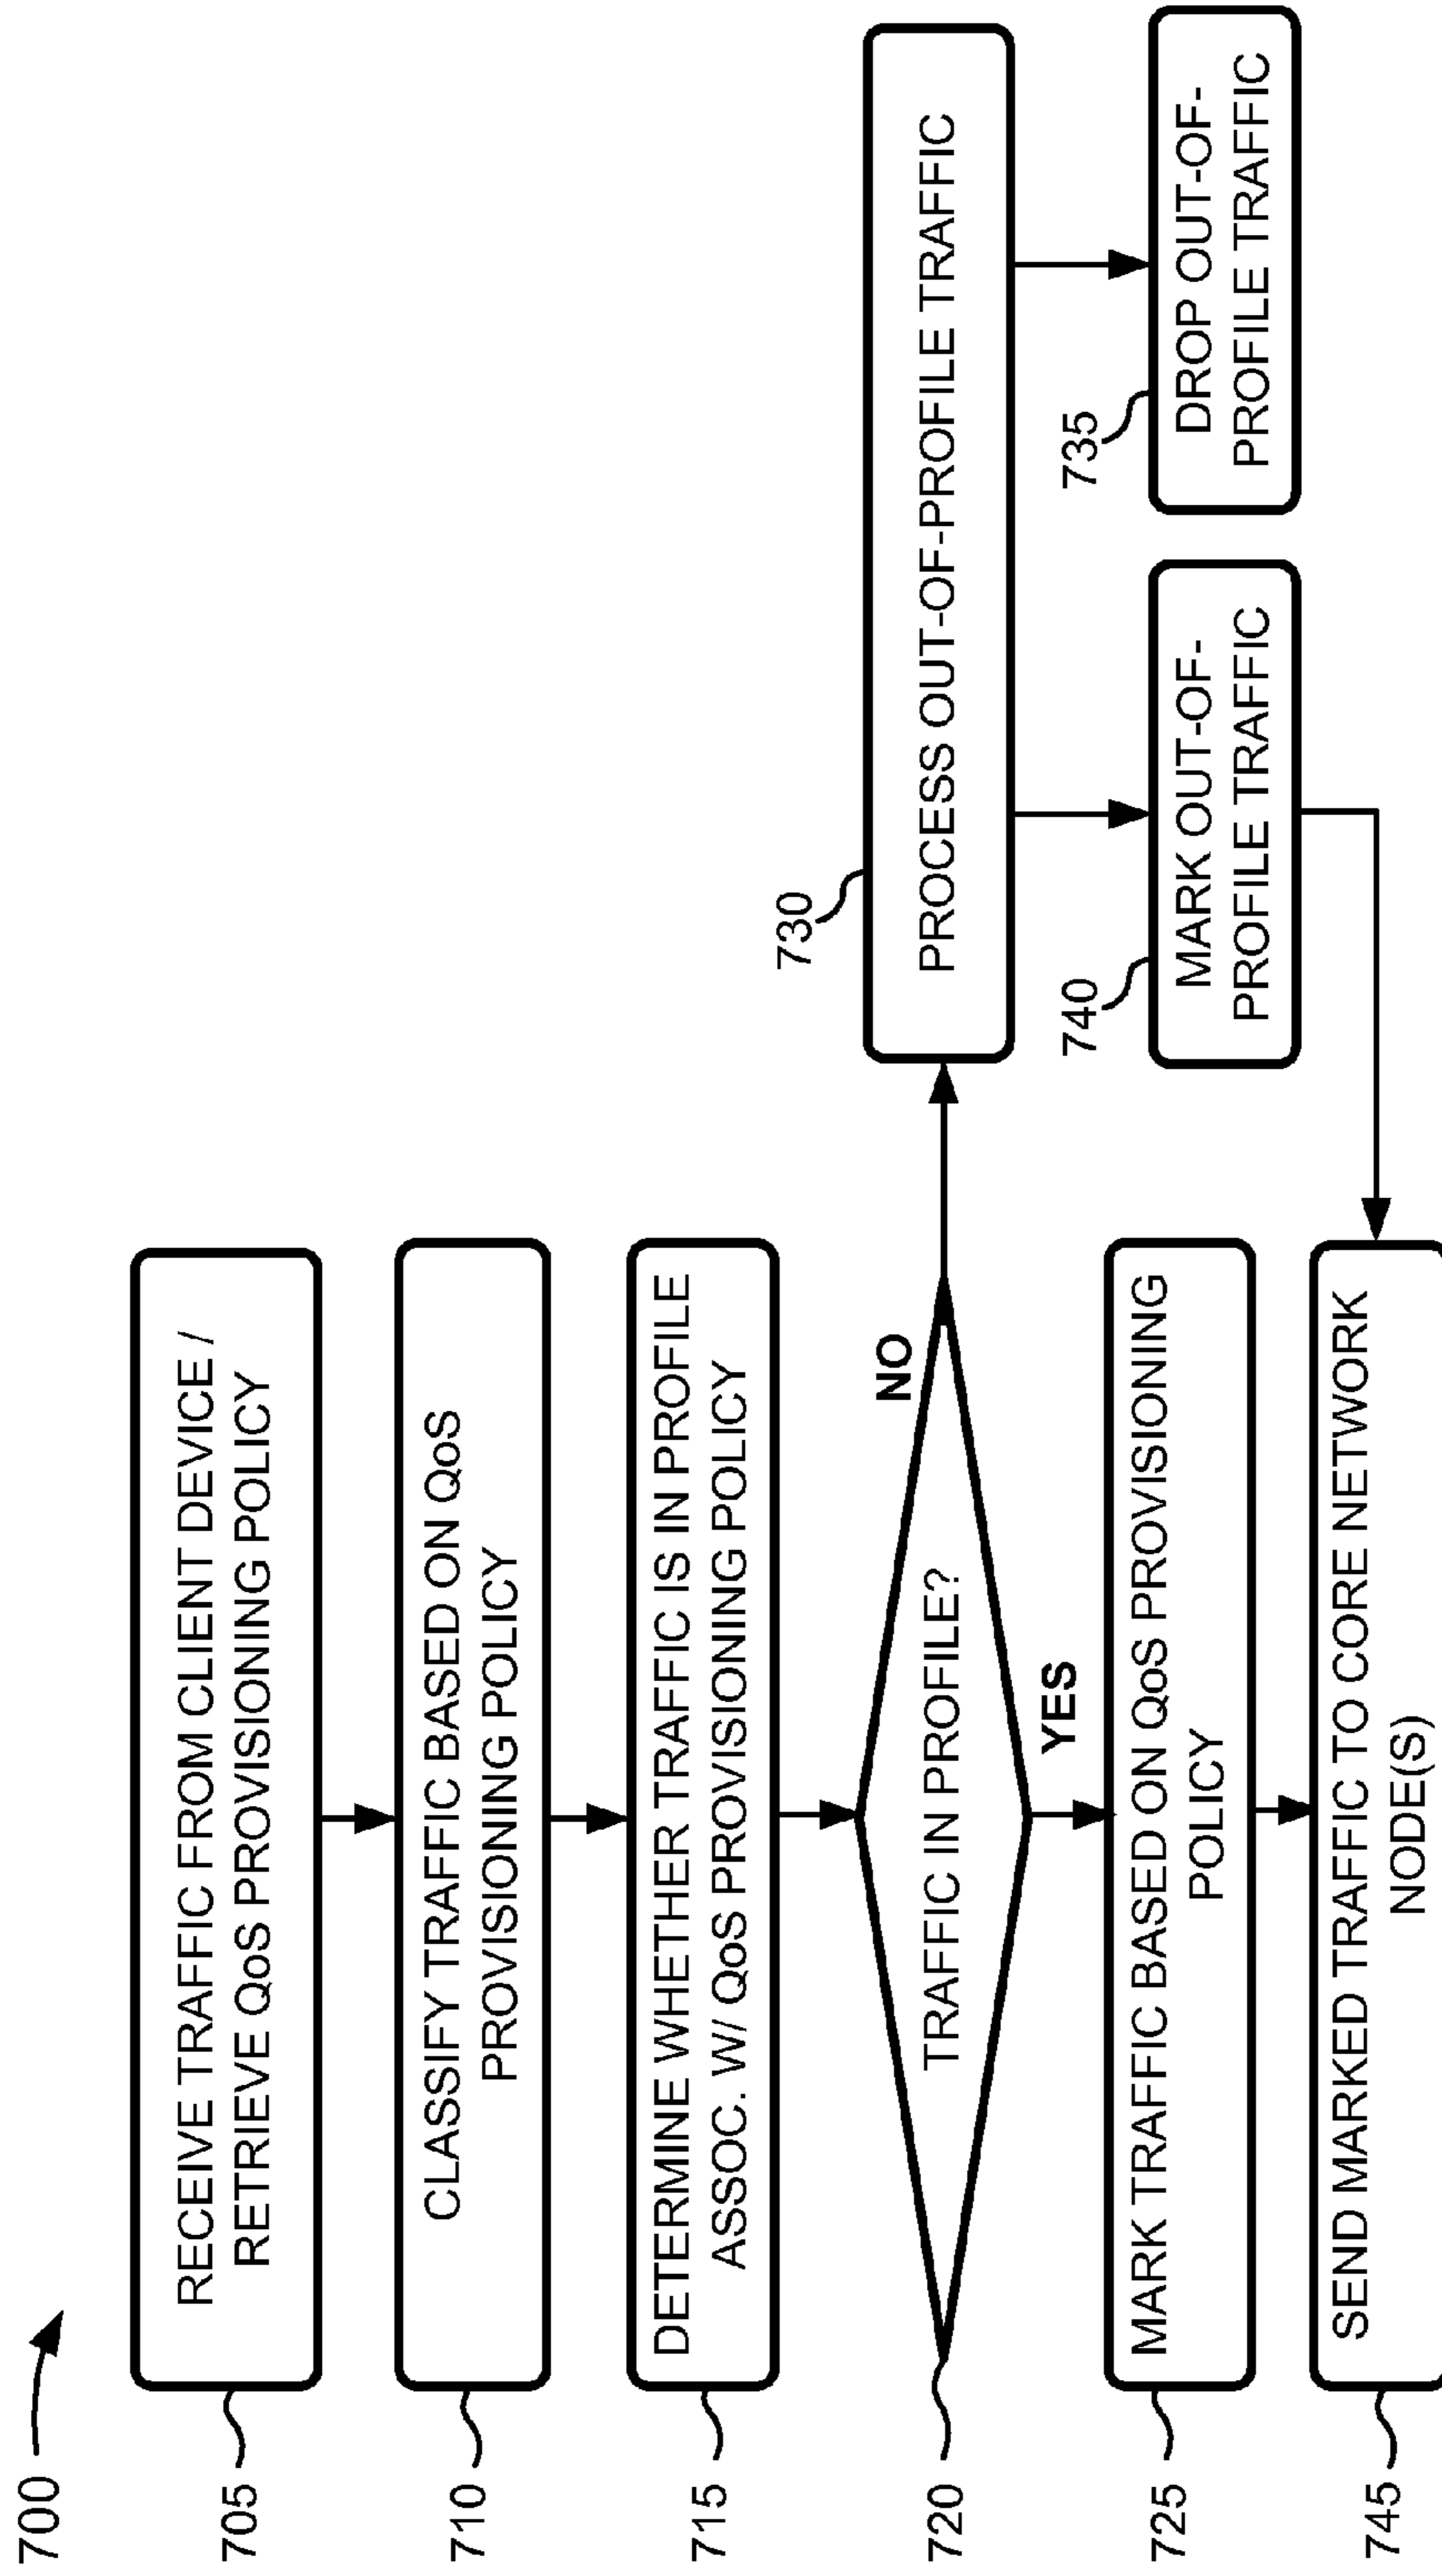 700
705
RECEIVE TRAFFIC FROM CLIENT DEVICE /
RETRIEVE QoS PROVISIONING POLICY
710
CLASSIFY TRAFFIC BASED ON QoS
PROVISIONING POLICY
715
DETERMINE WHETHER TRAFFIC IS IN PROFILE
ASSOC. W/ QoS PROVISIONING POLICY
720
TRAFFIC IN PROFILE?
NO
YES
730
PROCESS OUT-OF-PROFILE TRAFFIC
725
MARK TRAFFIC BASED ON QoS PROVISIONING
POLICY
740
MARK OUT-OF-
PROFILE TRAFFIC
735
DROP OUT-OF-
PROFILE TRAFFIC
745
SEND MARKED TRAFFIC TO CORE NETWORK
NODE(S)